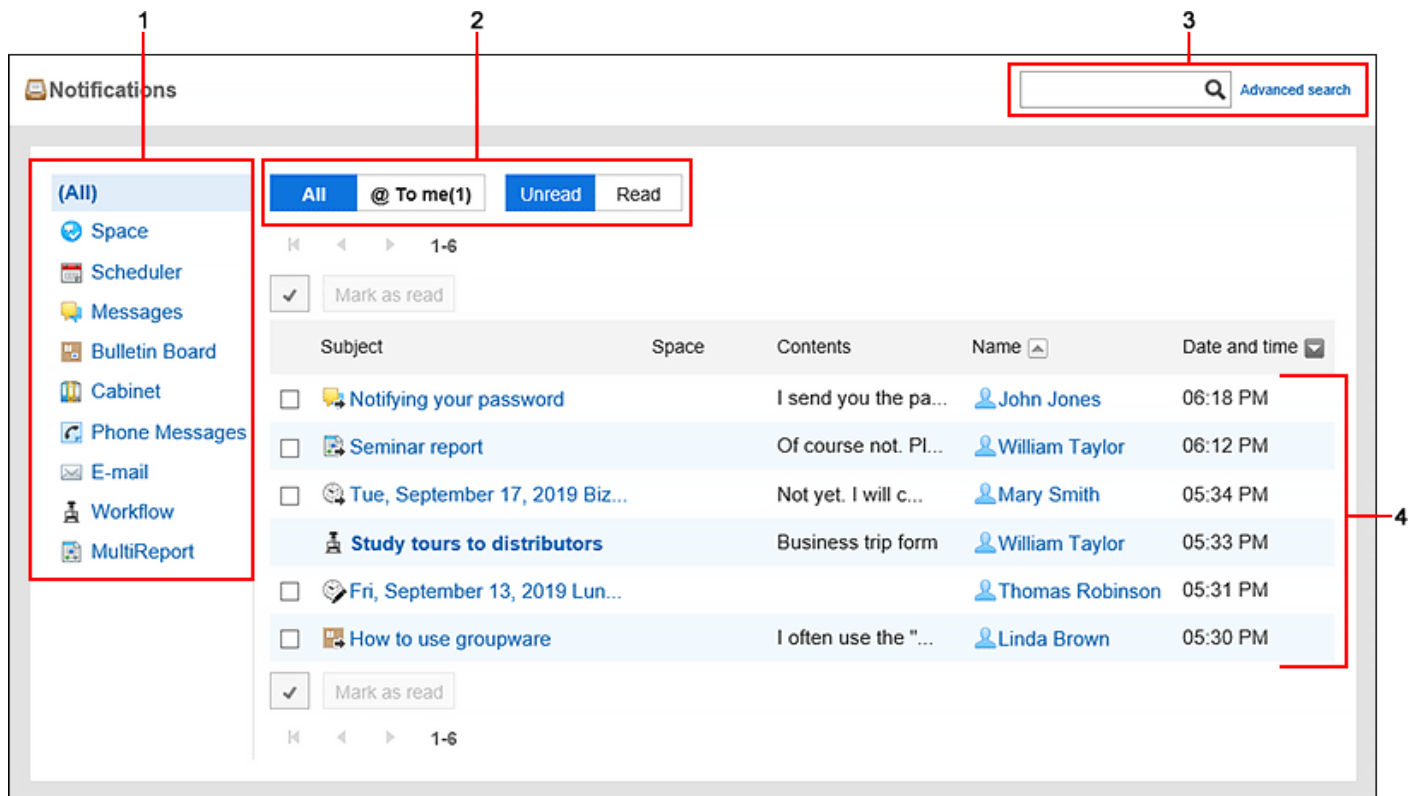 1 2 3
Notifications
Advanced search
(All)
Space
Scheduler
Messages
Bulletin Board
Cabinet
Phone Messages
E-mail
Workflow
MultiReport
All @ To me(1) Unread Read
1-6
Mark as read
Subject Space Contents Name Date and time
Notifying your password I send you the pa... John Jones 06:18 PM
Seminar report Of course not. Pl... William Taylor 06:12 PM
Tue, September 17, 2019 Biz... Not yet. I will c... Mary Smith 05:34 PM
Study tours to distributors Business trip form William Taylor 05:33 PM
Fri, September 13, 2019 Lun... Thomas Robinson 05:31 PM
How to use groupware I often use the "... Linda Brown 05:30 PM
4
Mark as read
1-6